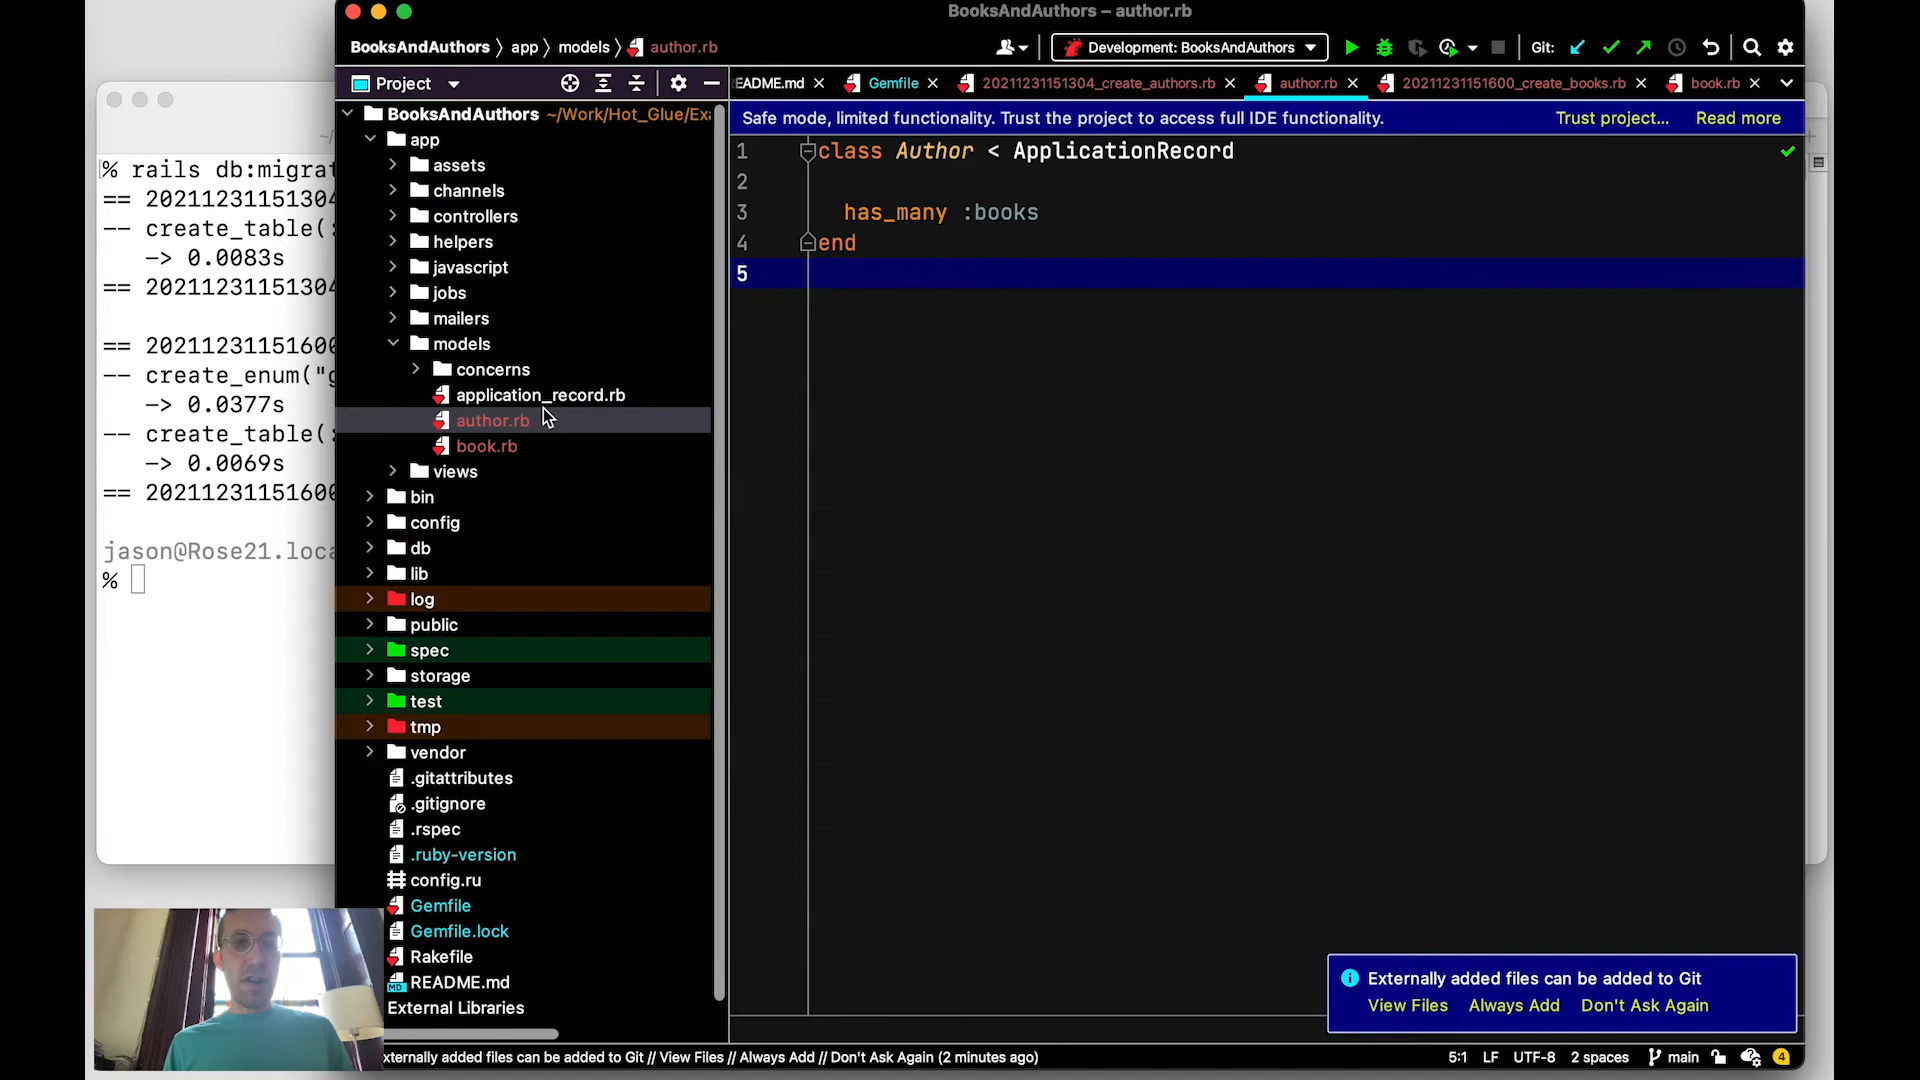 BooksAndAuthors – author.rb
BooksAndAuthors 〉 app 〉 models 〉 author.rb
Development: BooksAndAuthors
Git:
Project
EADME.md
Gemfile
20211231151304_create_authors.rb
author.rb
20211231151600_create_books.rb
book.rb
Safe mode, limited functionality. Trust the project to access full IDE functionality.
Trust project...
Read more
BooksAndAuthors ~/Work/Hot_Glue/Exa
app
assets
channels
controllers
helpers
javascript
jobs
mailers
models
concerns
application_record.rb
author.rb
book.rb
views
bin
config
db
lib
log
public
spec
storage
test
tmp
vendor
.gitattributes
.gitignore
.rspec
.ruby-version
config.ru
Gemfile
Gemfile.lock
Rakefile
README.md
External Libraries
1 class Author < ApplicationRecord
2
3 has_many :books
4 end
5
% rails db:migrat
== 20211231151304
-- create_table(:
-> 0.0083s
== 20211231151304
== 20211231151600
-- create_enum("g
-> 0.0377s
-- create_table(:
-> 0.0069s
== 20211231151600
jason@Rose21.loca
%
Externally added files can be added to Git
View Files Always Add Don't Ask Again
xternally added files can be added to Git // View Files // Always Add // Don't Ask Again (2 minutes ago)
5:1 LF UTF-8 2 spaces main 4